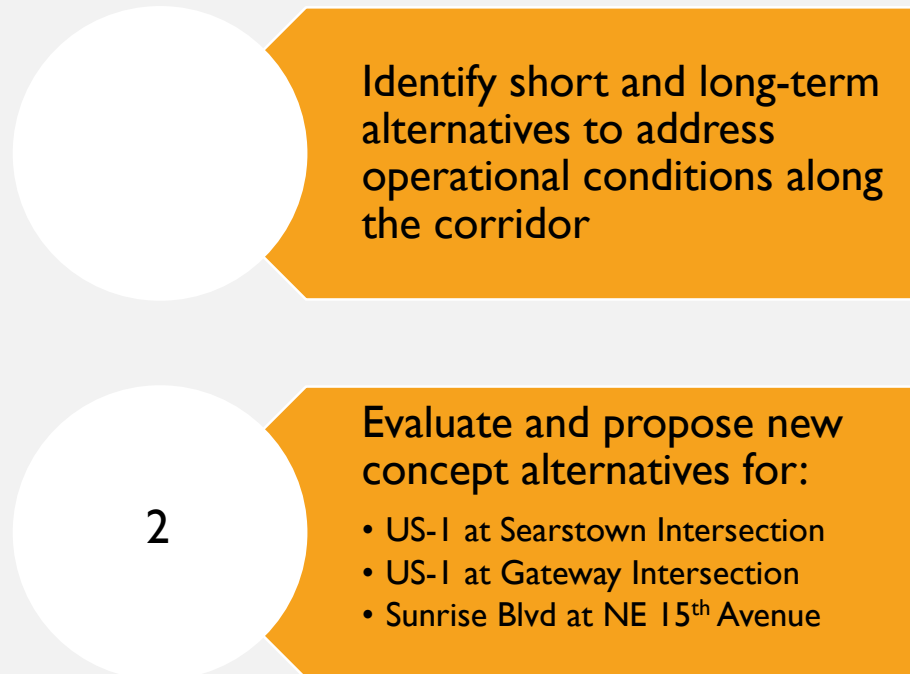 Identify short and long-term
alternatives to address
operational conditions along
the corridor
2
Evaluate and propose new
concept alternatives for:
• US-1 at Searstown Intersection
• US-1 at Gateway Intersection
• Sunrise Blvd at NE 15th Avenue